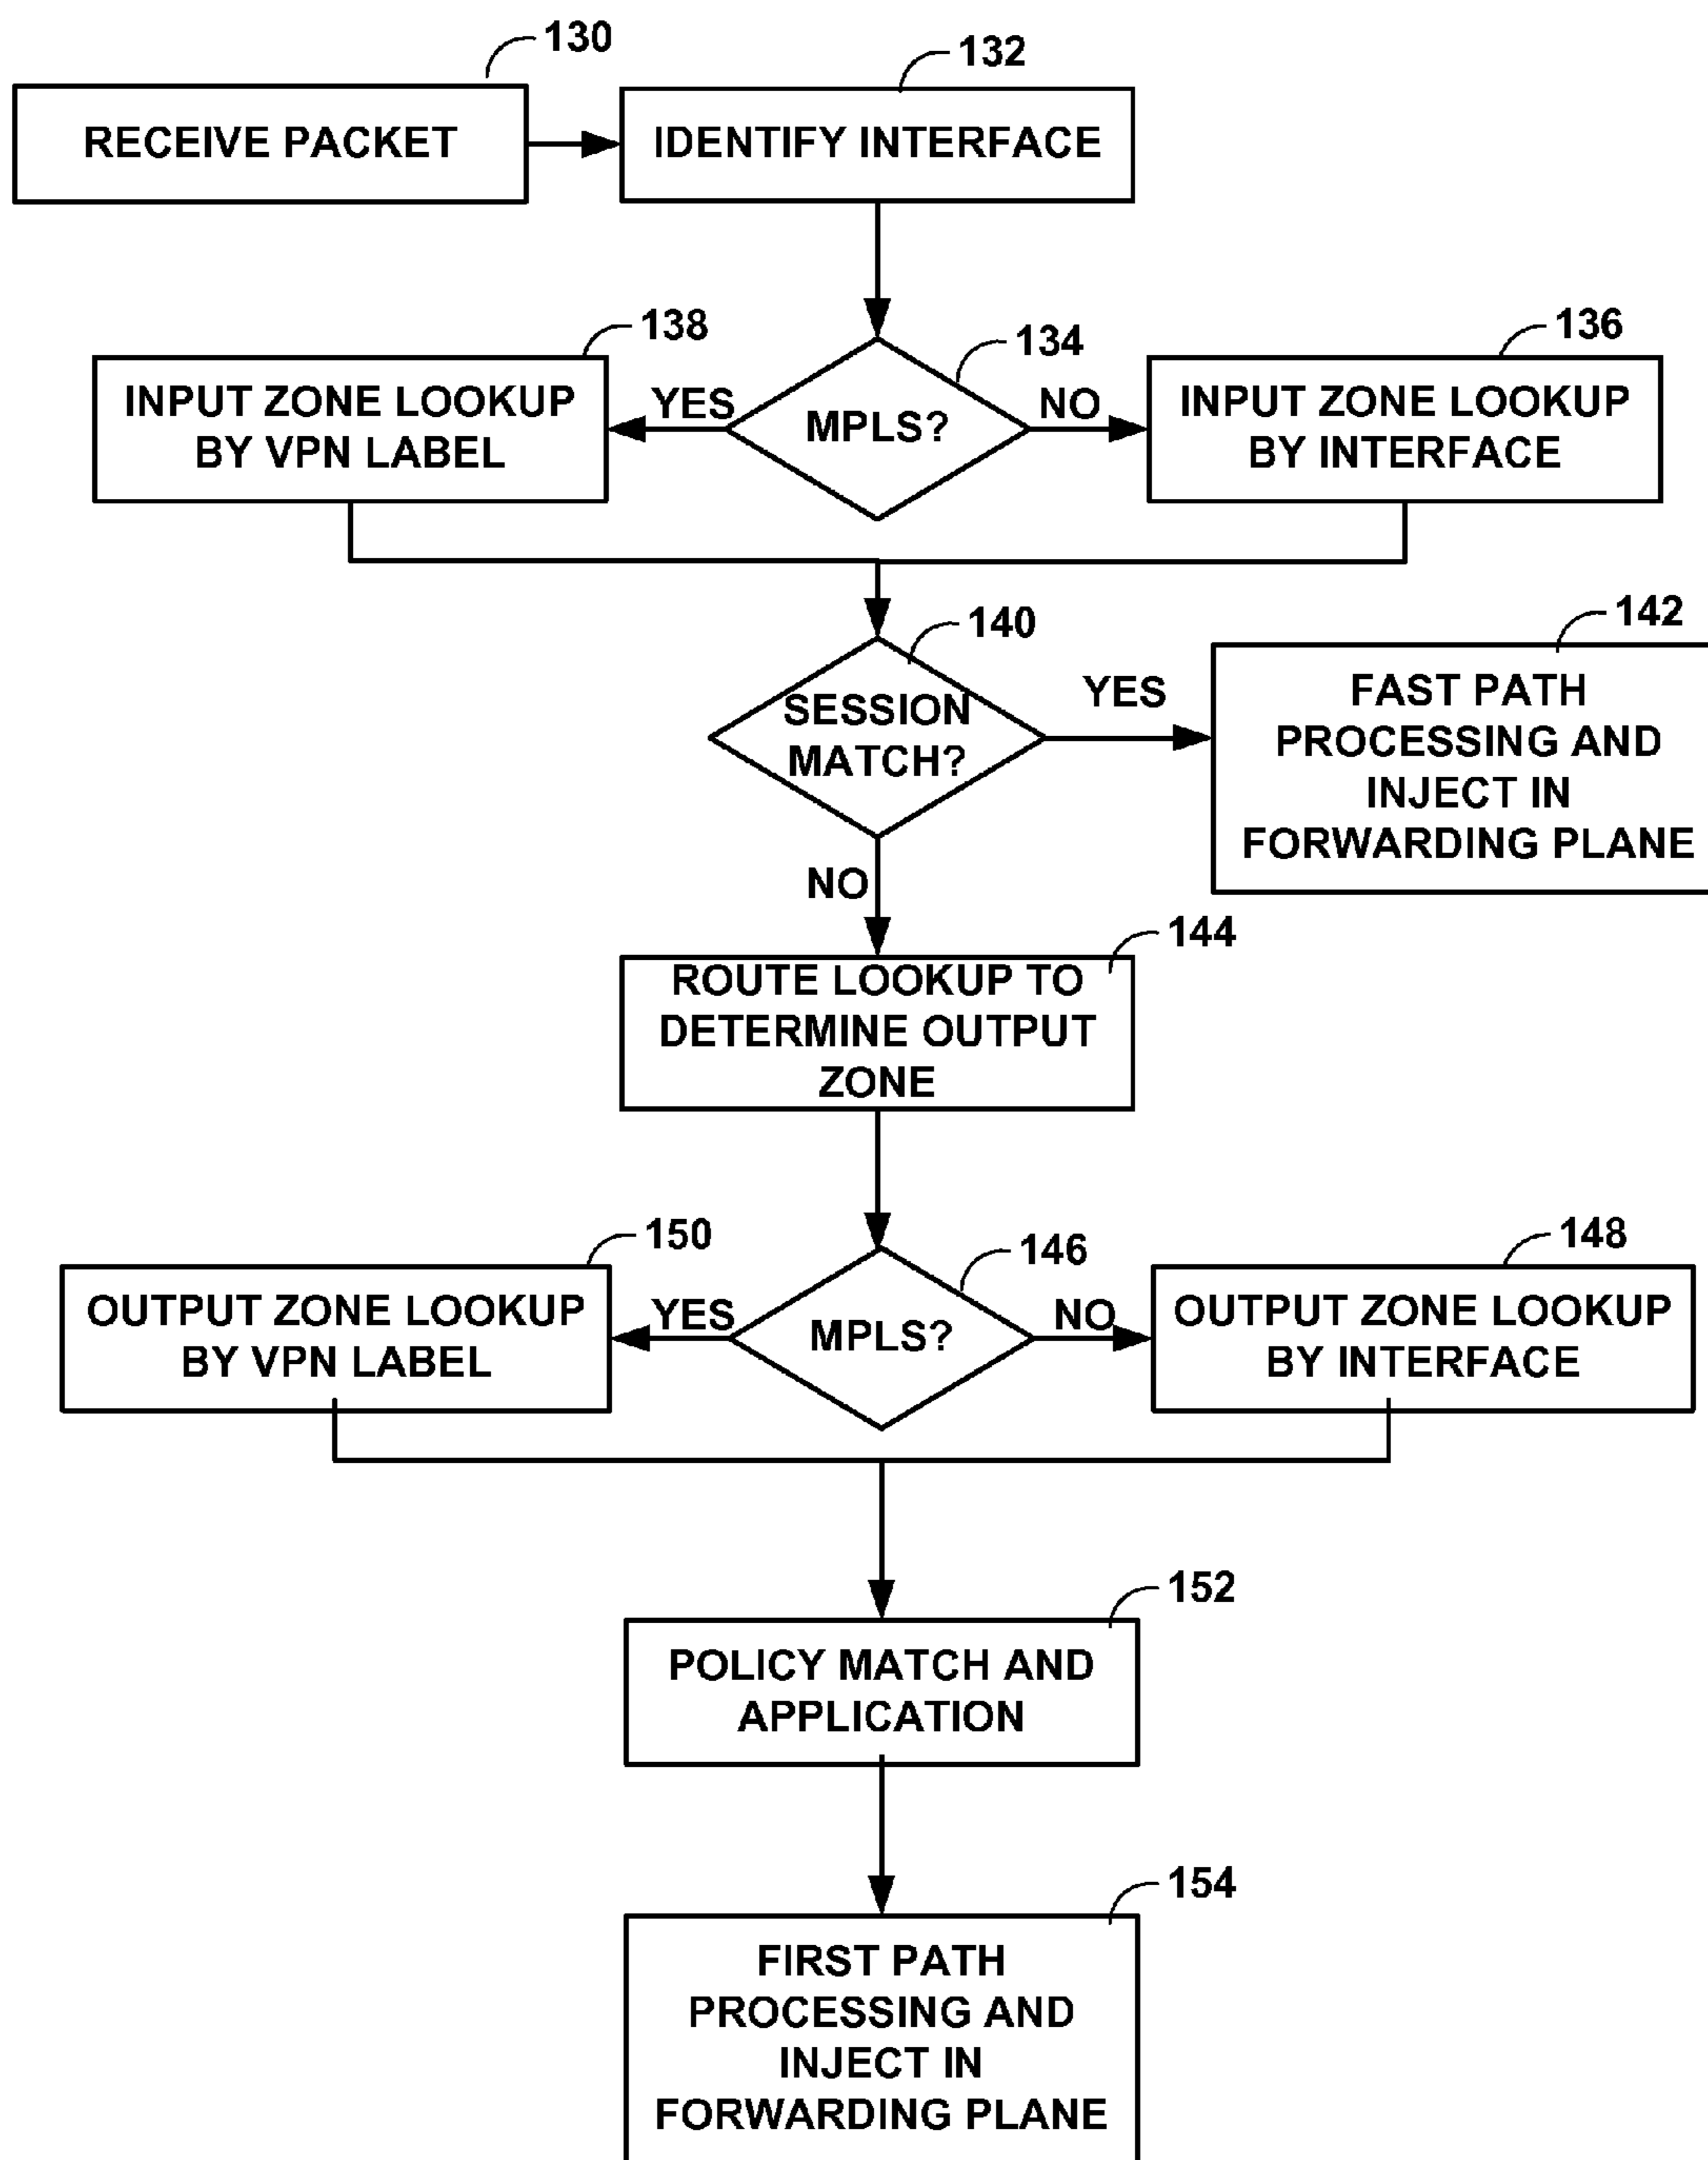 130
132
RECEIVE PACKET
IDENTIFY INTERFACE
138
134
136
INPUT ZONE LOOKUP
BY VPN LABEL
YES
MPLS?
NO
INPUT ZONE LOOKUP
BY INTERFACE
140
142
SESSION
MATCH?
YES
FAST PATH
PROCESSING AND
INJECT IN
FORWARDING PLANE
NO
144
ROUTE LOOKUP TO
DETERMINE OUTPUT
ZONE
150
146
148
OUTPUT ZONE LOOKUP
BY VPN LABEL
YES
MPLS?
NO
OUTPUT ZONE LOOKUP
BY INTERFACE
152
POLICY MATCH AND
APPLICATION
154
FIRST PATH
PROCESSING AND
INJECT IN
FORWARDING PLANE